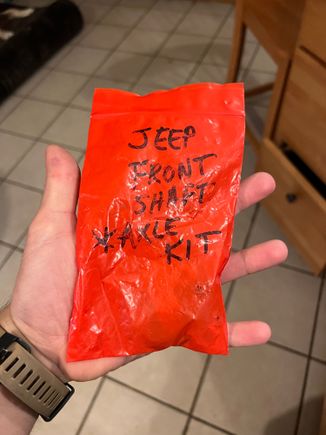 JEEP
FRONT
SHAFT
*AXLE
KIT